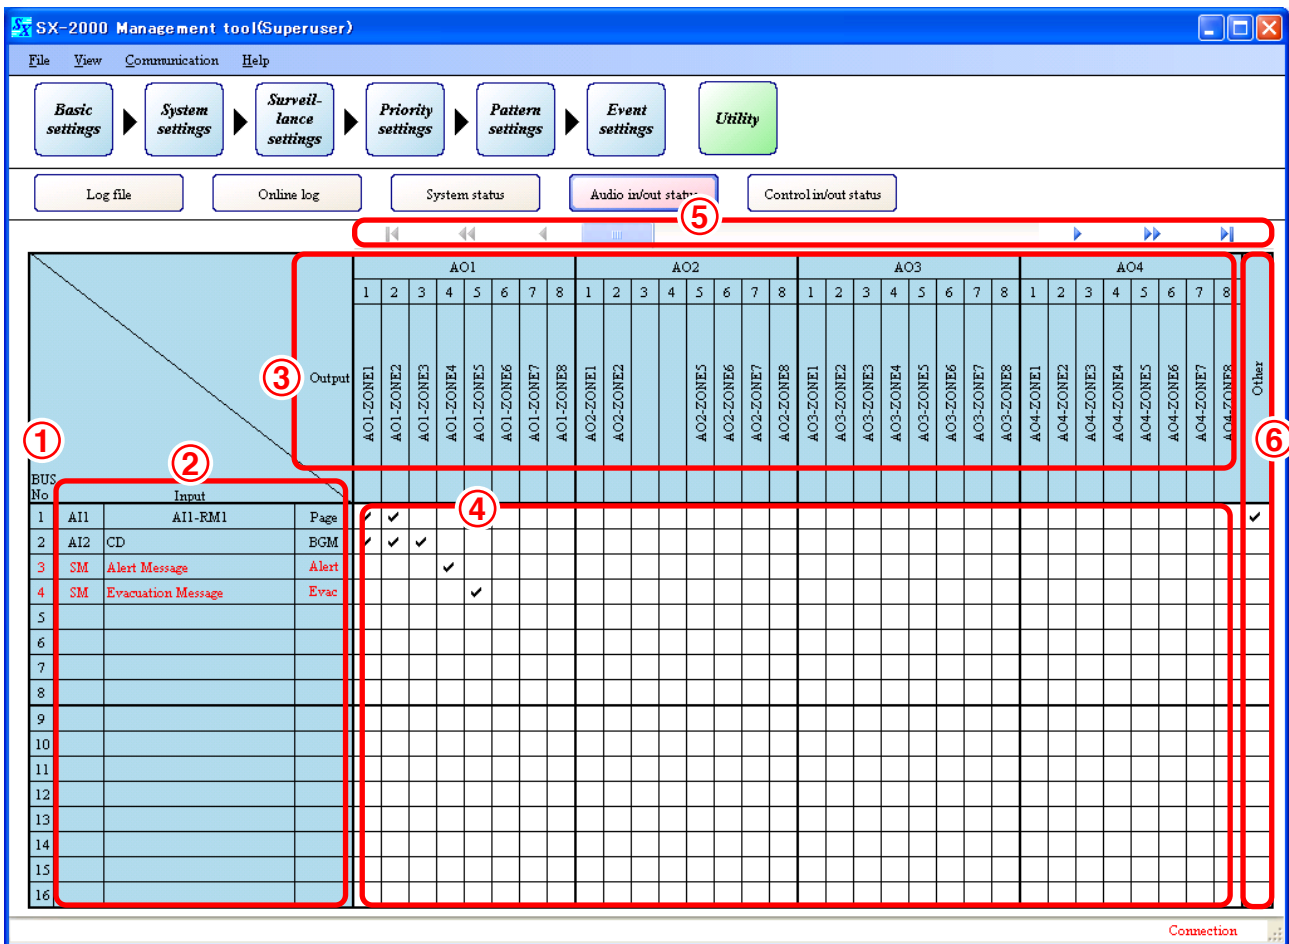 SX-2000 Management tool(Superuser)
File View Communication Help
Basic settings
System settings
Surveil-lance settings
Priority settings
Pattern settings
Event settings
Utility
Log file
Online log
System status
Audio in/out status
Control in/out status
⑤
AO1 AO2 AO3 AO4
1 2 3 4 5 6 7 8 1 2 3 4 5 6 7 8 1 2 3 4 5 6 7 8 1 2 3 4 5 6 7 8
③ Output
AO1-ZONE1
AO1-ZONE2
AO1-ZONE3
AO1-ZONE4
AO1-ZONE5
AO1-ZONE6
AO1-ZONE7
AO1-ZONE8
AO2-ZONE1
AO2-ZONE2
AO2-ZONE5
AO2-ZONE6
AO2-ZONE7
AO2-ZONE8
AO3-ZONE1
AO3-ZONE2
AO3-ZONE3
AO3-ZONE4
AO3-ZONE5
AO3-ZONE6
AO3-ZONE7
AO3-ZONE8
AO4-ZONE1
AO4-ZONE2
AO4-ZONE3
AO4-ZONE4
AO4-ZONE5
AO4-ZONE6
AO4-ZONE7
AO4-ZONE8
Other
⑥
①
②
④
BUS
No Input
1 AI1 AI1-RM1 Page ✓ ✓ ✓
2 AI2 CD BGM ✓ ✓ ✓
3 SM Alert Message Alert ✓
4 SM Evacuation Message Evac ✓
5
6
7
8
9
10
11
12
13
14
15
16
Connection